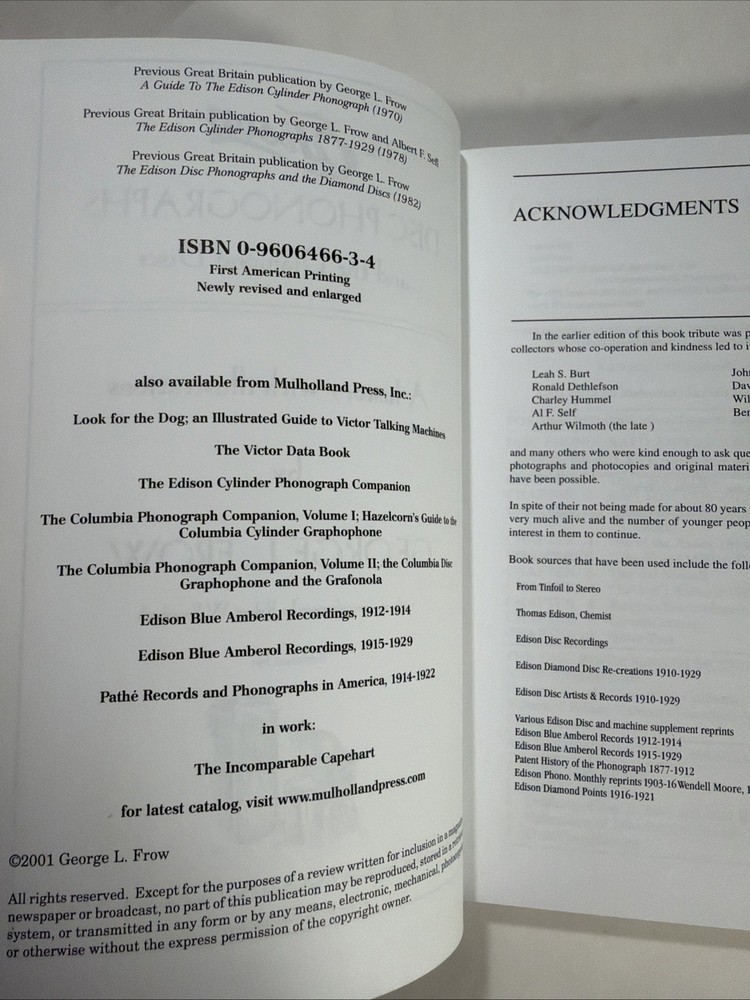 Previous Great Britain publication by George L. Frow
A Guide To The Edison Cylinder Phonograph (1970)
Previous Great Britain publication by George L. Frow and Albert F. Sefl
The Edison Cylinder Phonographs 1877-1929 (1978)
Previous Great Britain publication by George L. Frow
The Edison Disc Phonographs and the Diamond Discs (1982)
ISBN 0-9606466-3-4
First American Printing
Newly revised and enlarged
also available from Mulholland Press, Inc.:
Look for the Dog; an Illustrated Guide to Victor Talking Machines
The Victor Data Book
The Edison Cylinder Phonograph Companion
The Columbia Phonograph Companion, Volume I; Hazelcorn's Guide to the
Columbia Cylinder Graphophone
The Columbia Phonograph Companion, Volume II; the Columbia Disc
Graphophone and the Grafonola
Edison Blue Amberol Recordings, 1912-1914
Edison Blue Amberol Recordings, 1915-1929
Pathé Records and Phonographs in America, 1914-1922
in work:
The Incomparable Capehart
for latest catalog, visit www.mulhollandpress.com
©2001 George L. Frow
All rights reserved. Except for the purposes of a review written for inclusion in a
newspaper or broadcast, no part of this publication may be reproduced, stored in a
system, or transmitted in any form or by any means, electronic, mechanical,
or otherwise without the express permission of the copyright owner.
ACKNOWLEDGMENTS
In the earlier edition of this book tribute was p
collectors whose co-operation and kindness led to i
Leah S. Burt
Ronald Dethlefson
Charley Hummel
Al F. Self
Arthur Wilmoth (the late )
John
Dav
Wil
Ber
and many others who were kind enough to ask que
photographs and photocopies and original materi
have been possible.
In spite of their not being made for about 80 years
very much alive and the number of younger peop
interest in them to continue.
Book sources that have been used include the foll
From Tinfoil to Stereo
Thomas Edison, Chemist
Edison Disc Recordings
Edison Diamond Disc Re-creations 1910-1929
Edison Disc Artists & Records 1910-1929
Various Edison Disc and machine supplement reprints
Edison Blue Amberol Records 1912-1914
Edison Blue Amberol Records 1915-1929
Patent History of the Phonograph 1877-1912
Edison Phono. Monthly reprints 1903-16 Wendell Moore, 1
Edison Diamond Points 1916-1921